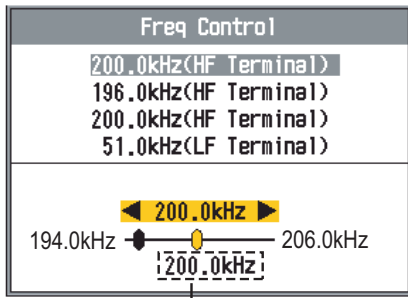 Freq Control
200.0kHz(HF Terminal)
196.0kHz(HF Terminal)
200.0kHz(HF Terminal)
51.0kHz(LF Terminal)
◀ 200.0kHz ▶
194.0kHz 206.0kHz
200.0kHz